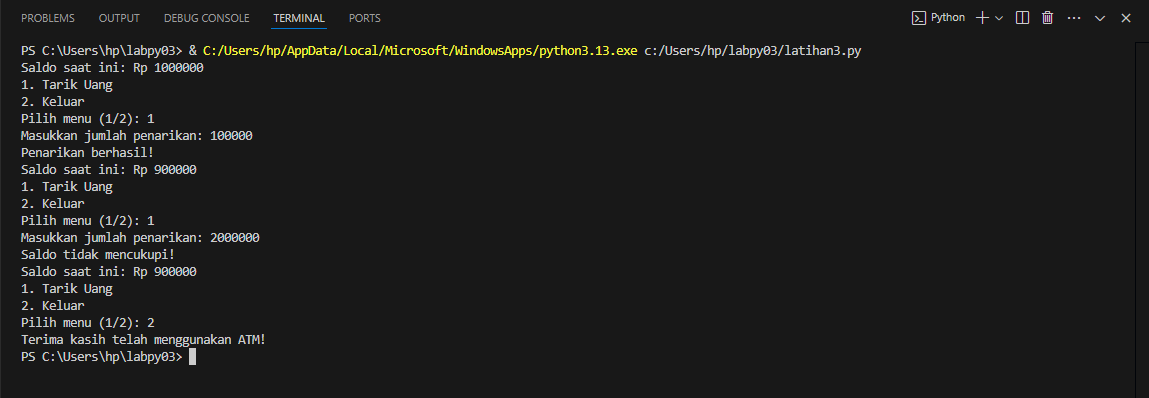 PROBLEMS OUTPUT DEBUG CONSOLE TERMINAL PORTS Python
PS C:\Users\hp\labpy03> & C:/Users/hp/AppData/Local/Microsoft/WindowsApps/python3.13.exe c:/Users/hp/labpy03/latihan3.py
Saldo saat ini: Rp 1000000
1. Tarik Uang
2. Keluar
Pilih menu (1/2): 1
Masukkan jumlah penarikan: 100000
Penarikan berhasil!
Saldo saat ini: Rp 900000
1. Tarik Uang
2. Keluar
Pilih menu (1/2): 1
Masukkan jumlah penarikan: 2000000
Saldo tidak mencukupi!
Saldo saat ini: Rp 900000
1. Tarik Uang
2. Keluar
Pilih menu (1/2): 2
Terima kasih telah menggunakan ATM!
PS C:\Users\hp\labpy03>